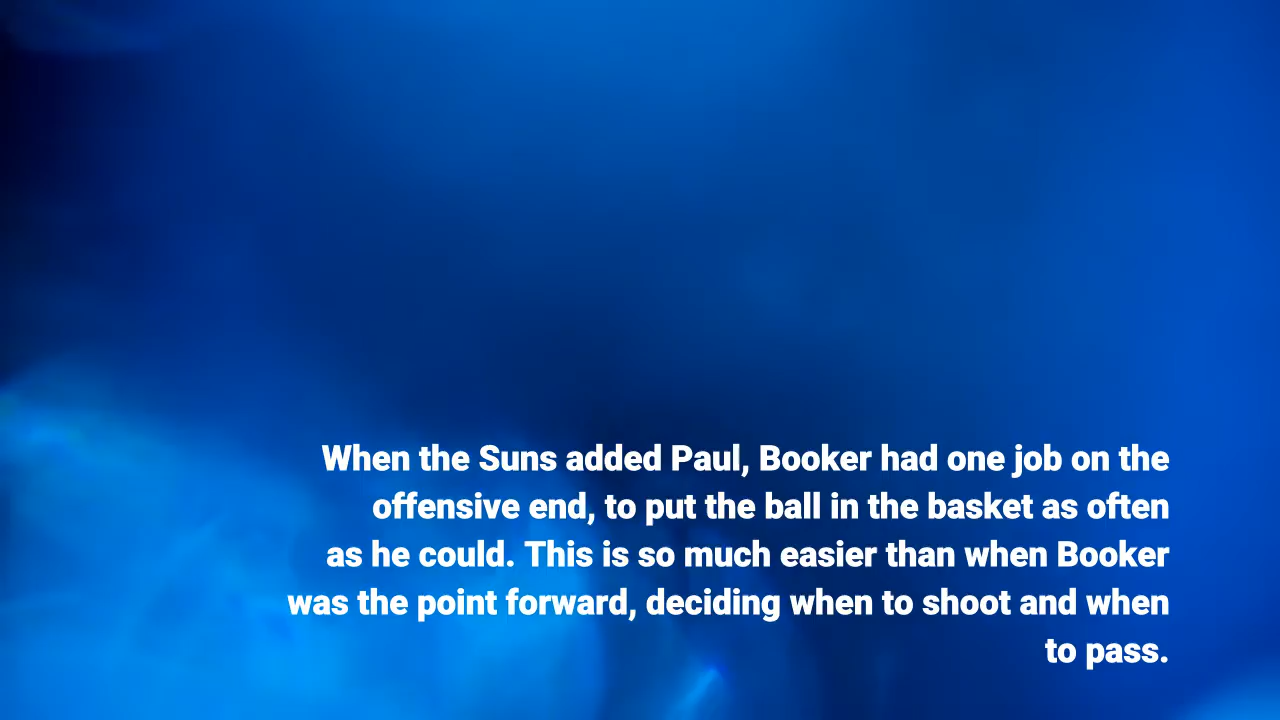 When the Suns added Paul, Booker had one job on the
offensive end, to put the ball in the basket as often
as he could. This is so much easier than when Booker
was the point forward, deciding when to shoot and when
to pass.